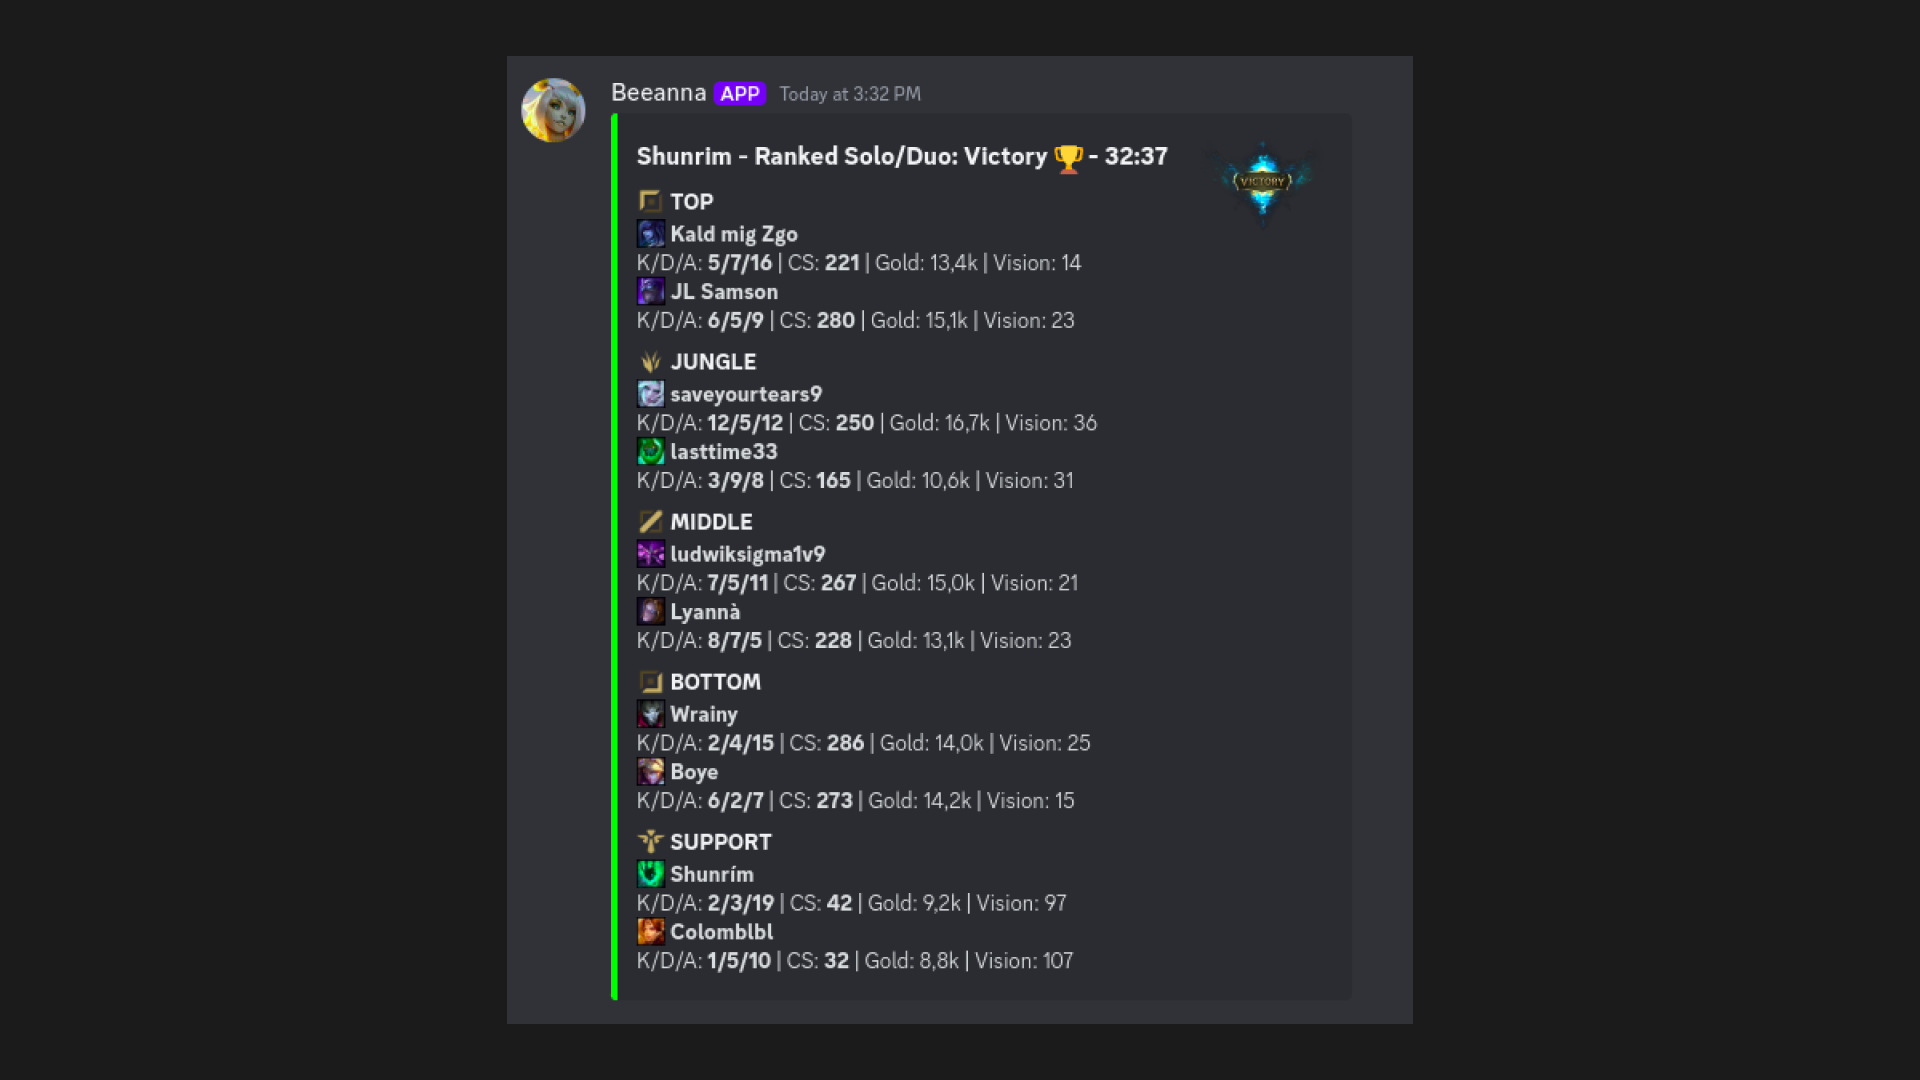 Beeanna APP Today at 3:32 PM
Shunrim - Ranked Solo/Duo: Victory 🏆 - 32:37
VICTORY
TOP
Kald mig Zgo
K/D/A: 5/7/16 | CS: 221 | Gold: 13,4k | Vision: 14
JL Samson
K/D/A: 6/5/9 | CS: 280 | Gold: 15,1k | Vision: 23
JUNGLE
saveyourtears9
K/D/A: 12/5/12 | CS: 250 | Gold: 16,7k | Vision: 36
lasttime33
K/D/A: 3/9/8 | CS: 165 | Gold: 10,6k | Vision: 31
MIDDLE
ludwiksigma1v9
K/D/A: 7/5/11 | CS: 267 | Gold: 15,0k | Vision: 21
Lyannà
K/D/A: 8/7/5 | CS: 228 | Gold: 13,1k | Vision: 23
BOTTOM
Wrainy
K/D/A: 2/4/15 | CS: 286 | Gold: 14,0k | Vision: 25
Boye
K/D/A: 6/2/7 | CS: 273 | Gold: 14,2k | Vision: 15
SUPPORT
Shunrím
K/D/A: 2/3/19 | CS: 42 | Gold: 9,2k | Vision: 97
Colomblbl
K/D/A: 1/5/10 | CS: 32 | Gold: 8,8k | Vision: 107